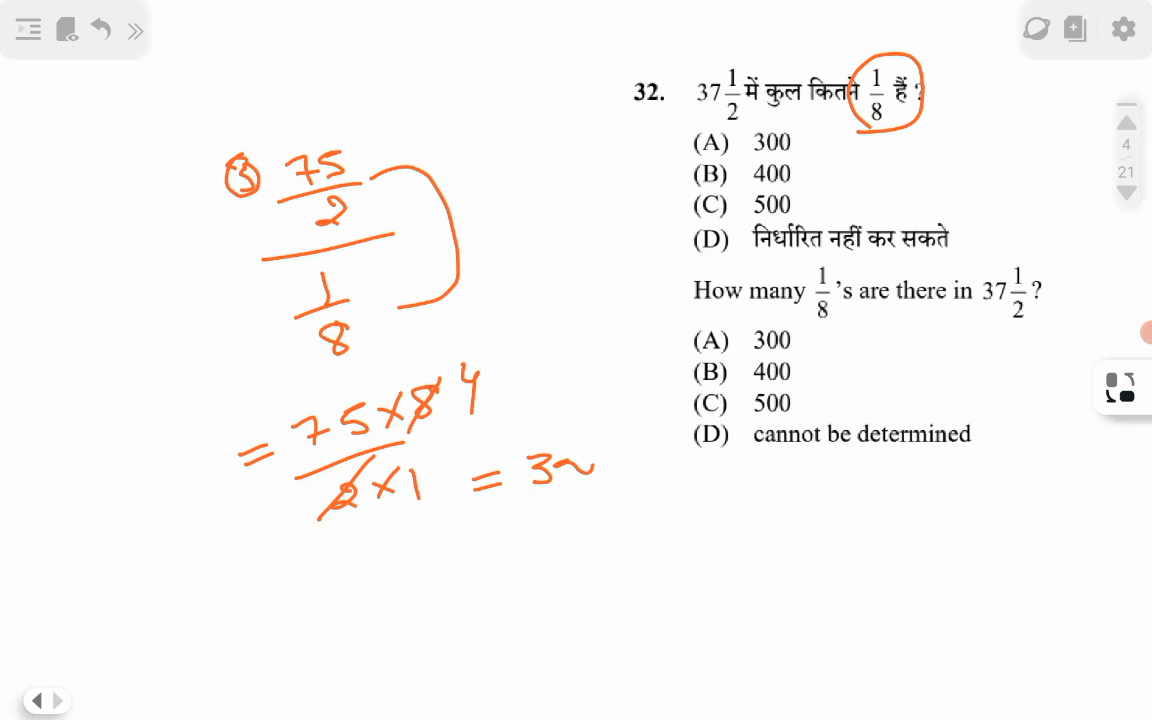 32. 37 1/2 में कुल कितने 1/8 हैं ?
(A) 300
(B) 400
(C) 500
(D) निर्धारित नहीं कर सकते
How many 1/8 's are there in 37 1/2 ?
(A) 300
(B) 400
(C) 500
(D) cannot be determined
75
2
1
8
= 75 × 8 4
2 × 1 = 3
4
21